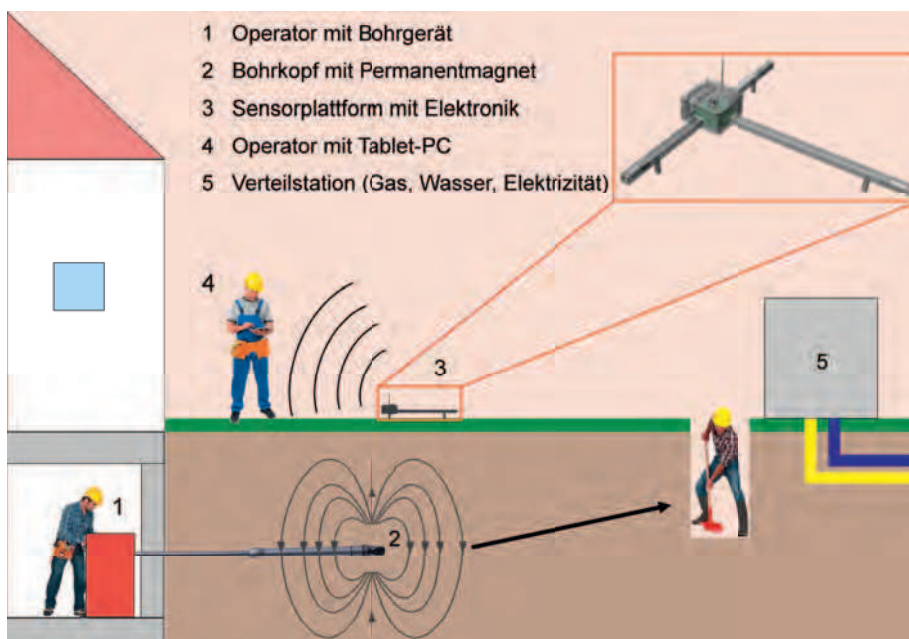 1 Operator mit Bohrgerät
2 Bohrkopf mit Permanentmagnet
3 Sensorplattform mit Elektronik
4 Operator mit Tablet-PC
5 Verteilstation (Gas, Wasser, Elektrizität)
4
3
5
1
2